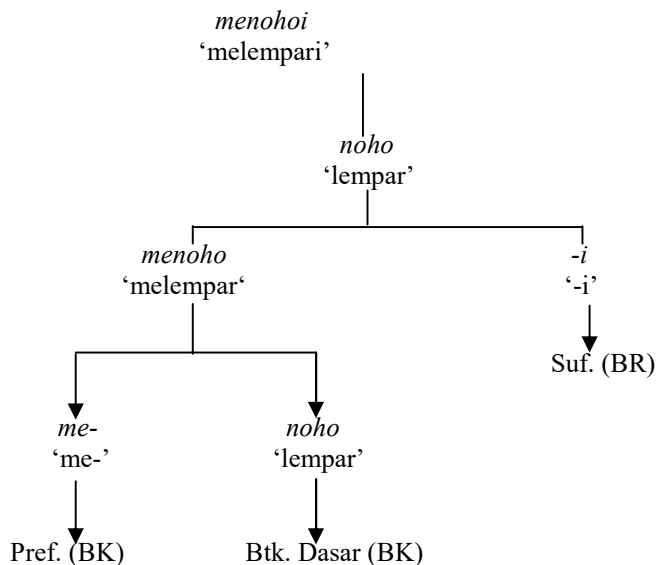 menohoi
‘melempari’
noho
‘lempar’
menoho
‘melempar‘
-i
‘-i’
Suf. (BR)
me-
‘me-’
noho
‘lempar’
Pref. (BK)
Btk. Dasar (BK)